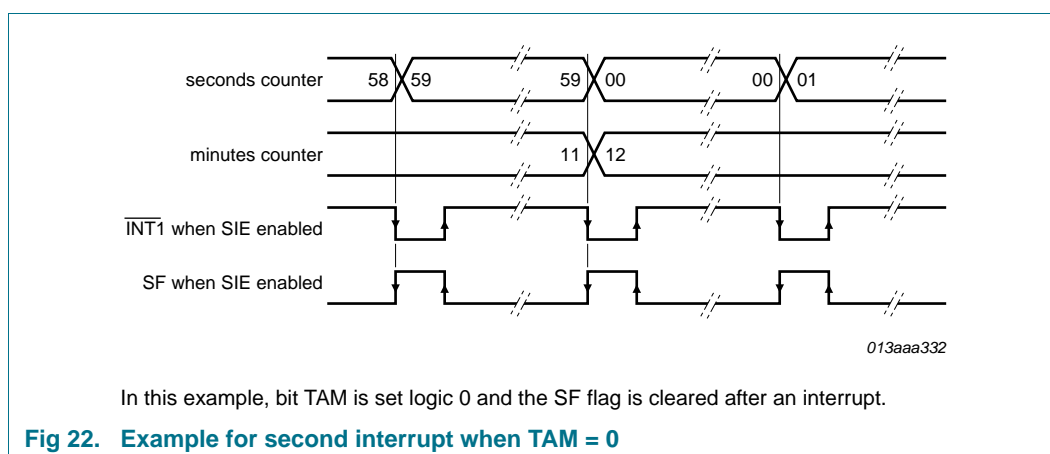 seconds counter 58 59 59 00 00 01
minutes counter 11 12
INT1 when SIE enabled
SF when SIE enabled
013aaa332
In this example, bit TAM is set logic 0 and the SF flag is cleared after an interrupt.
Fig 22. Example for second interrupt when TAM = 0